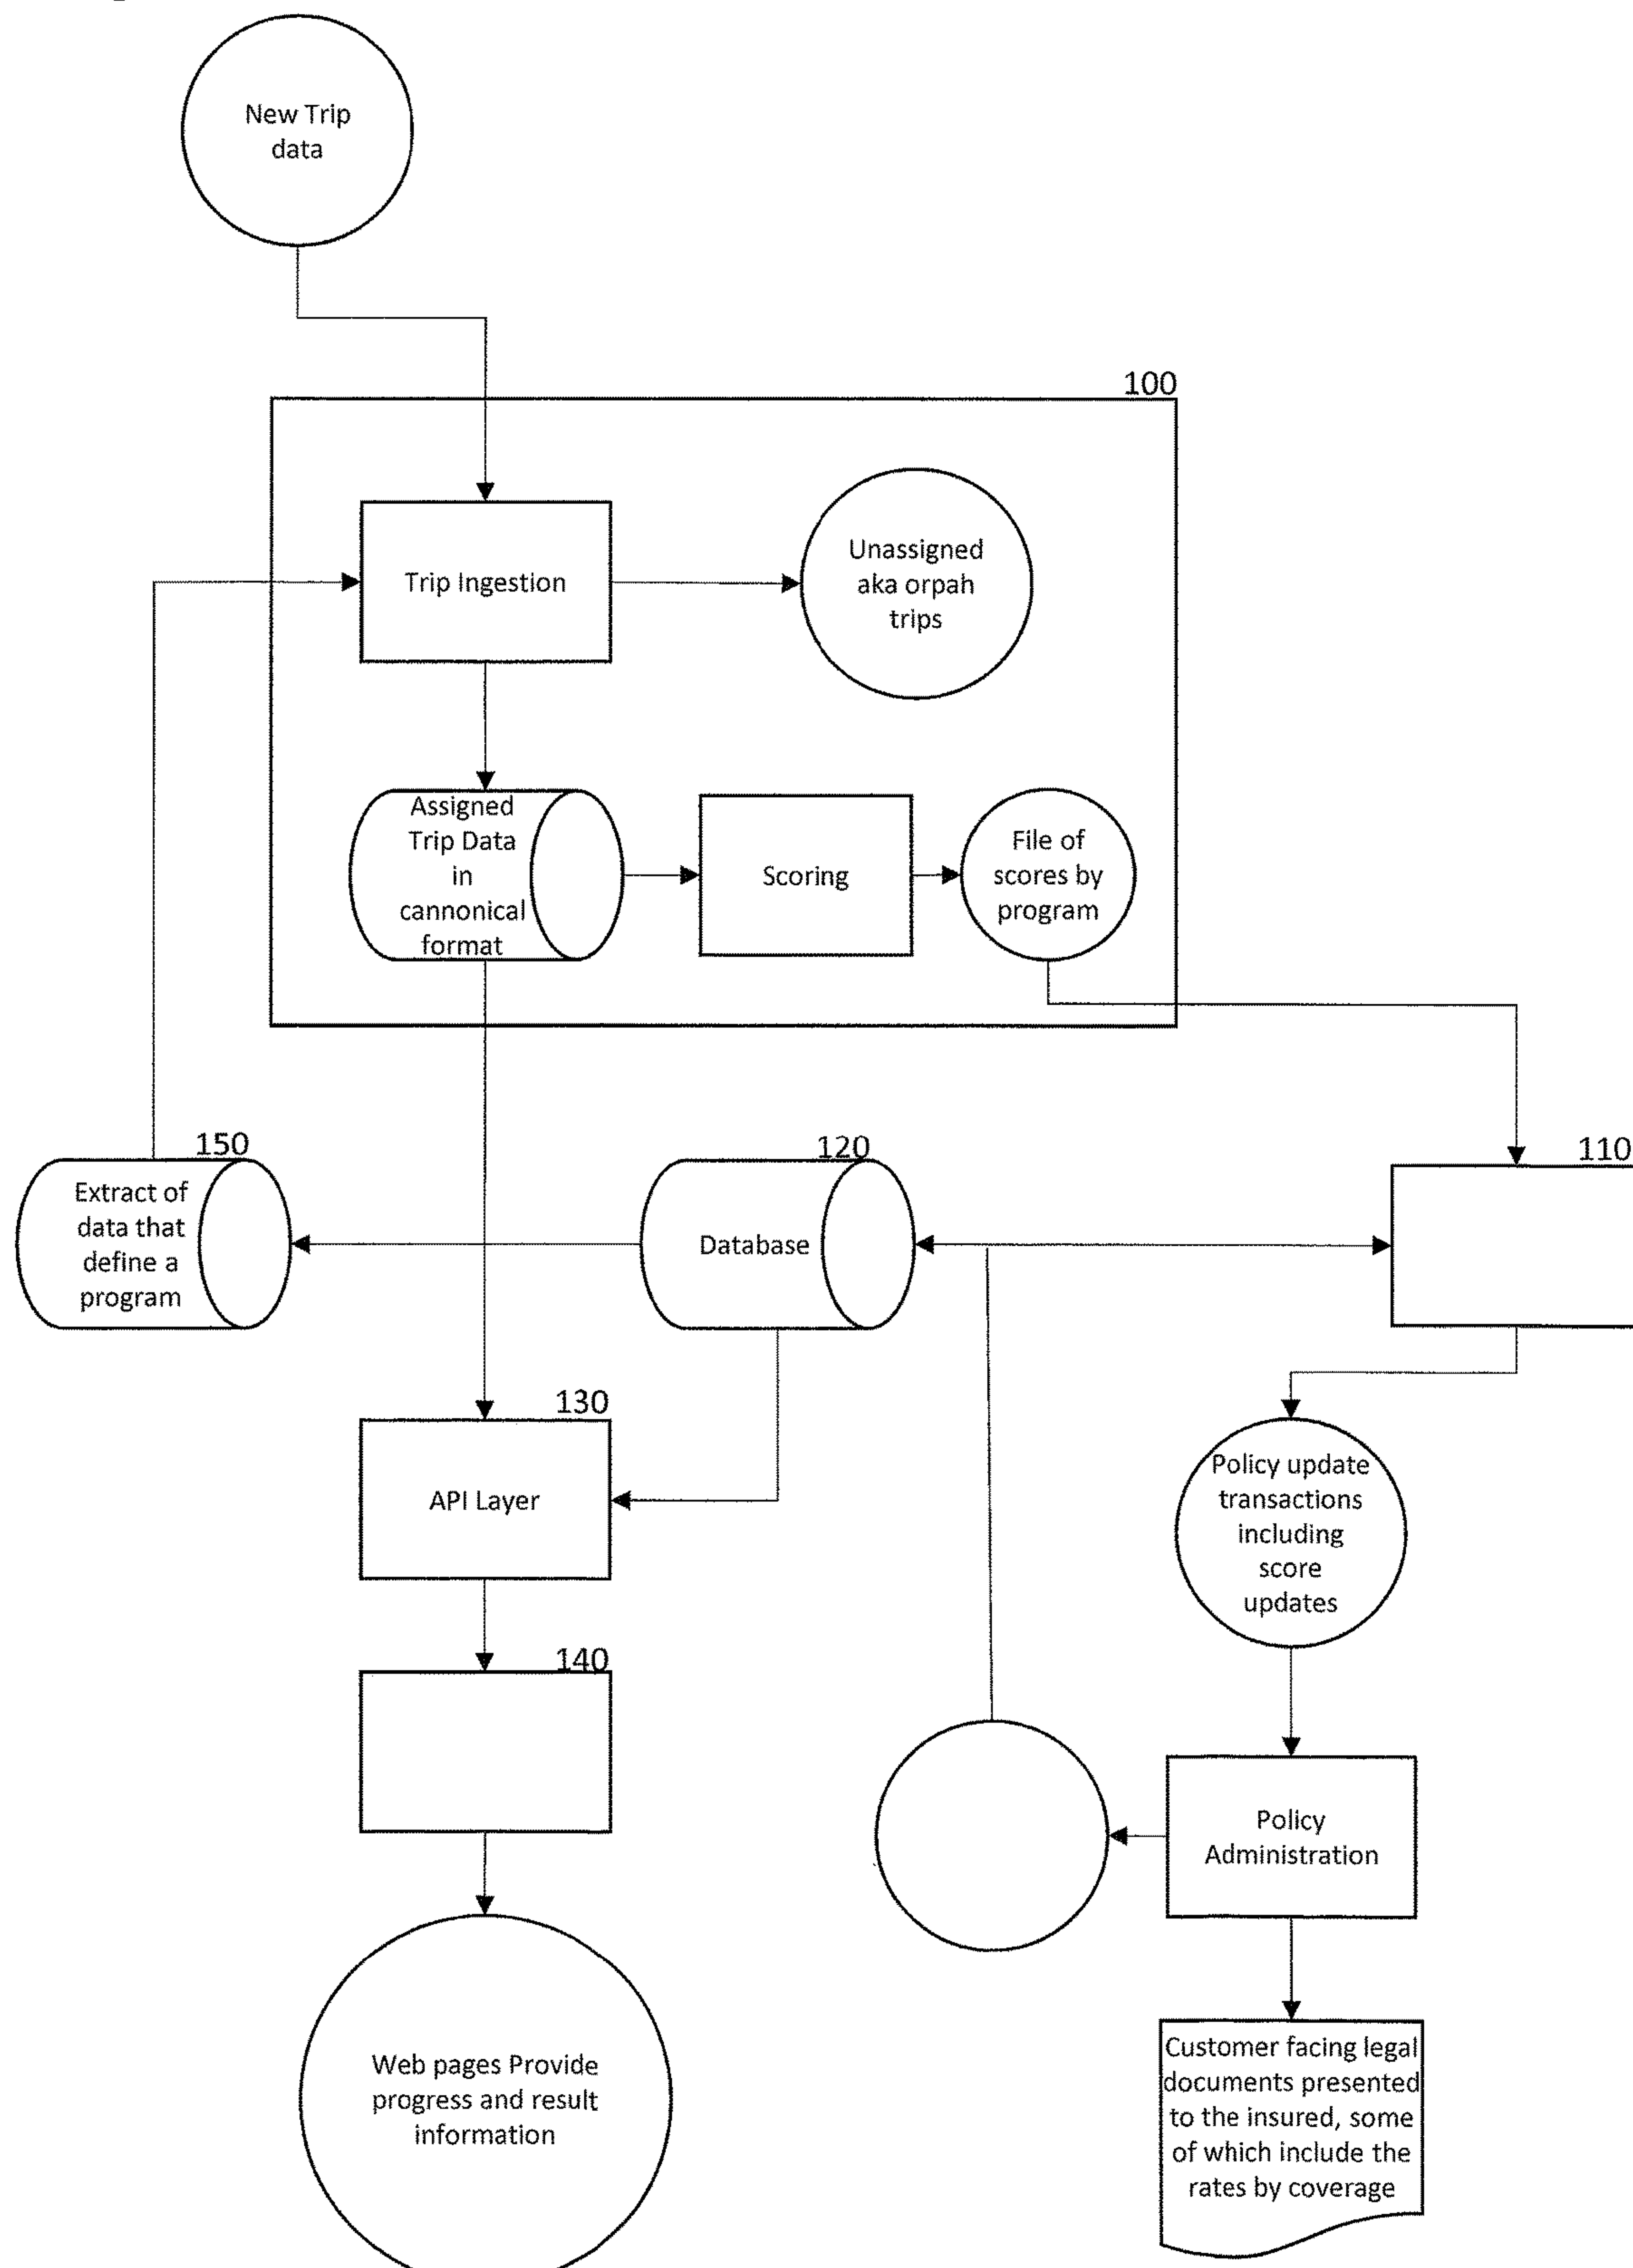 New Trip
data
100
Trip Ingestion
Unassigned
aka orpah
trips
Assigned
Trip Data
in
cannonical
format
Scoring
File of
scores by
program
150
Extract of
data that
define a
program
120
Database
110
130
API Layer
Policy update
transactions
including
score
updates
140
Policy
Administration
Web pages Provide
progress and result
information
Customer facing legal
documents presented
to the insured, some
of which include the
rates by coverage